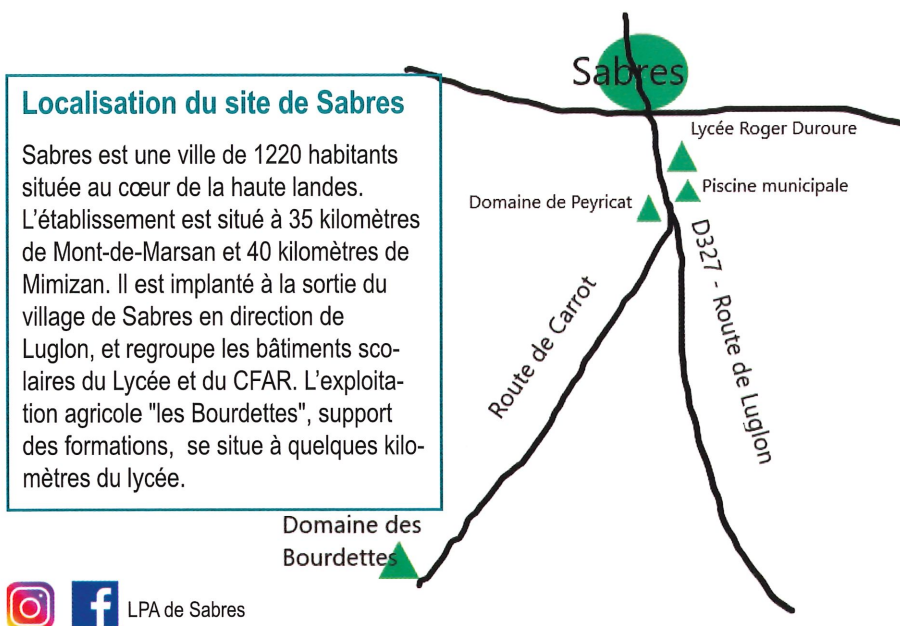 Localisation du site de Sabres
Sabres est une ville de 1220 habitants
située au cœur de la haute landes.
L'établissement est situé à 35 kilomètres
de Mont-de-Marsan et 40 kilomètres de
Mimizan. Il est implanté à la sortie du
village de Sabres en direction de
Luglon, et regroupe les bâtiments sco-
laires du Lycée et du CFAR. L'exploita-
tion agricole "les Bourdettes", support
des formations, se situe à quelques kilo-
mètres du lycée.
Sabres
Lycée Roger Duroure
Piscine municipale
Domaine de Peyricat
D327 - Route de Luglon
Route de Carrot
Domaine des
Bourdettes
LPA de Sabres